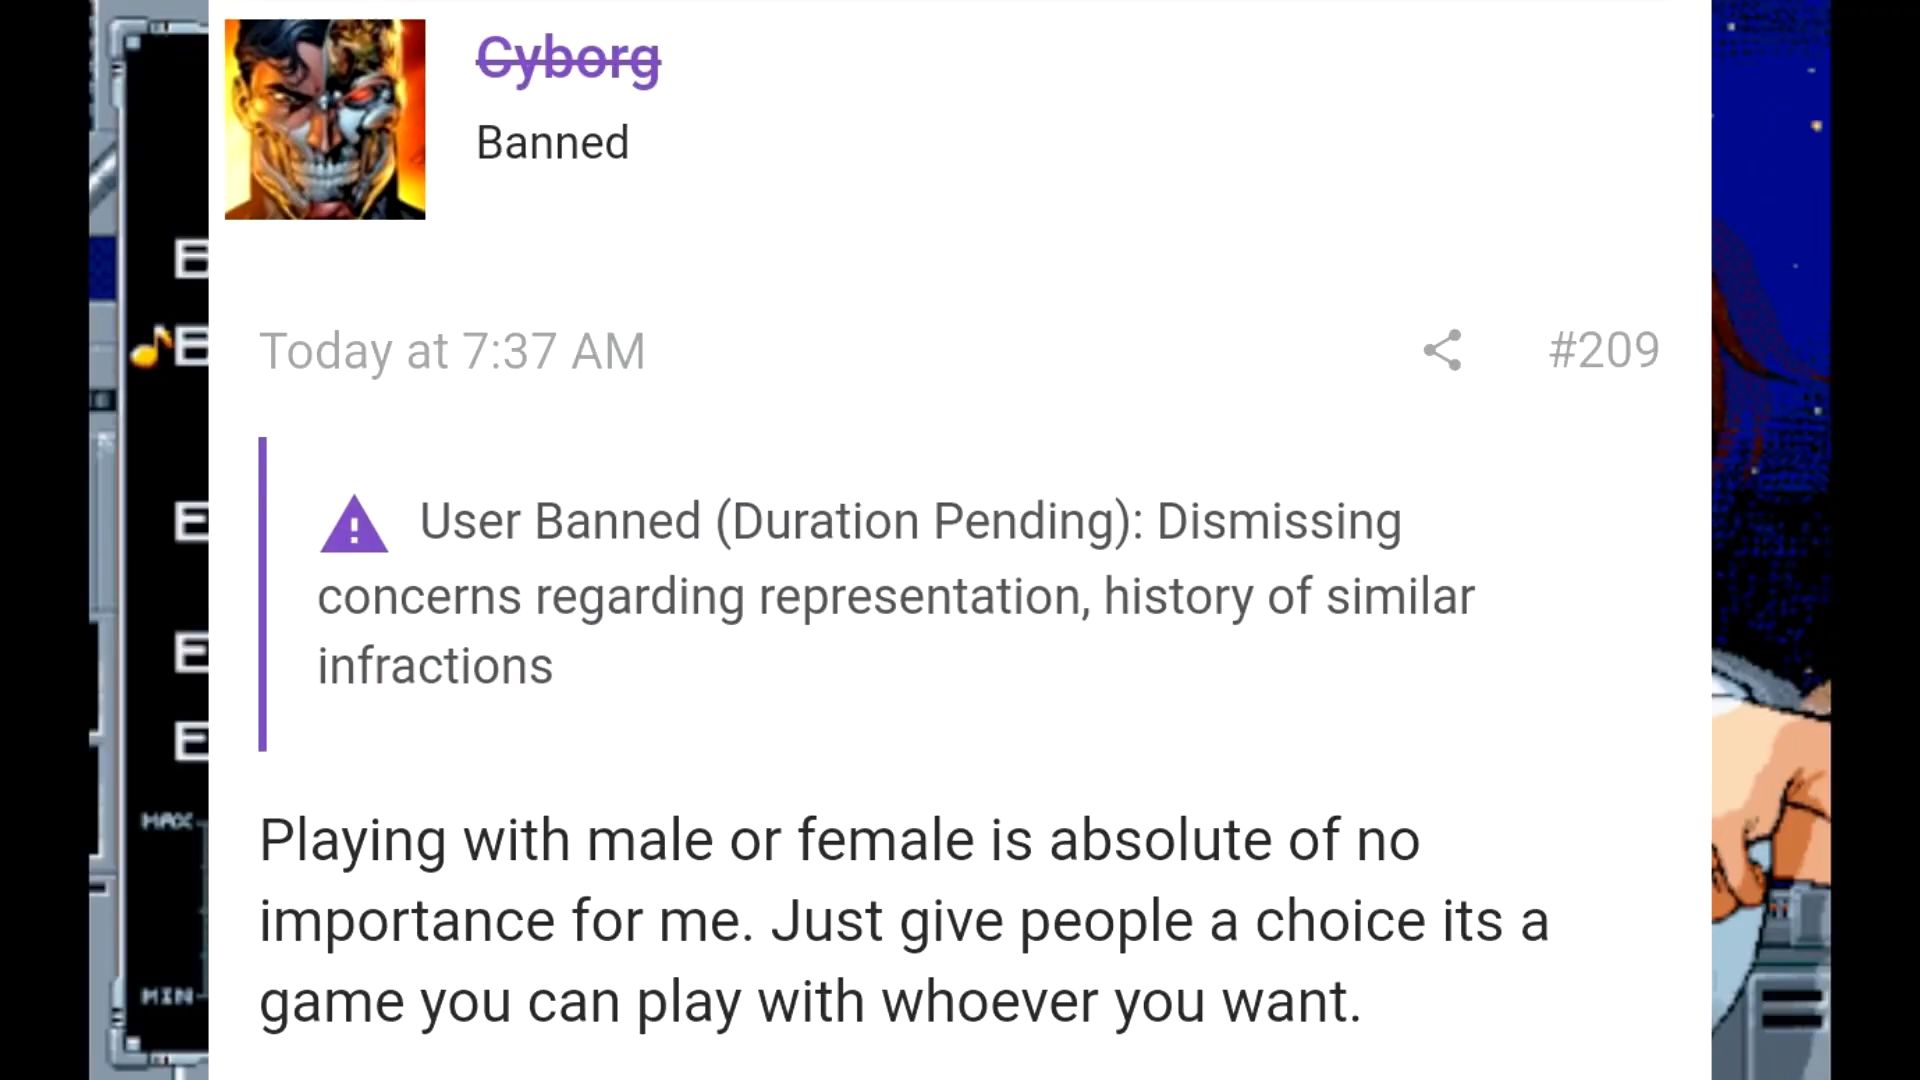 Cyborg
Banned
Today at 7:37 AM
#209
User Banned (Duration Pending): Dismissing
concerns regarding representation, history of similar
infractions
Playing with male or female is absolute of no
importance for me. Just give people a choice its a
game you can play with whoever you want.
MAX
MIN